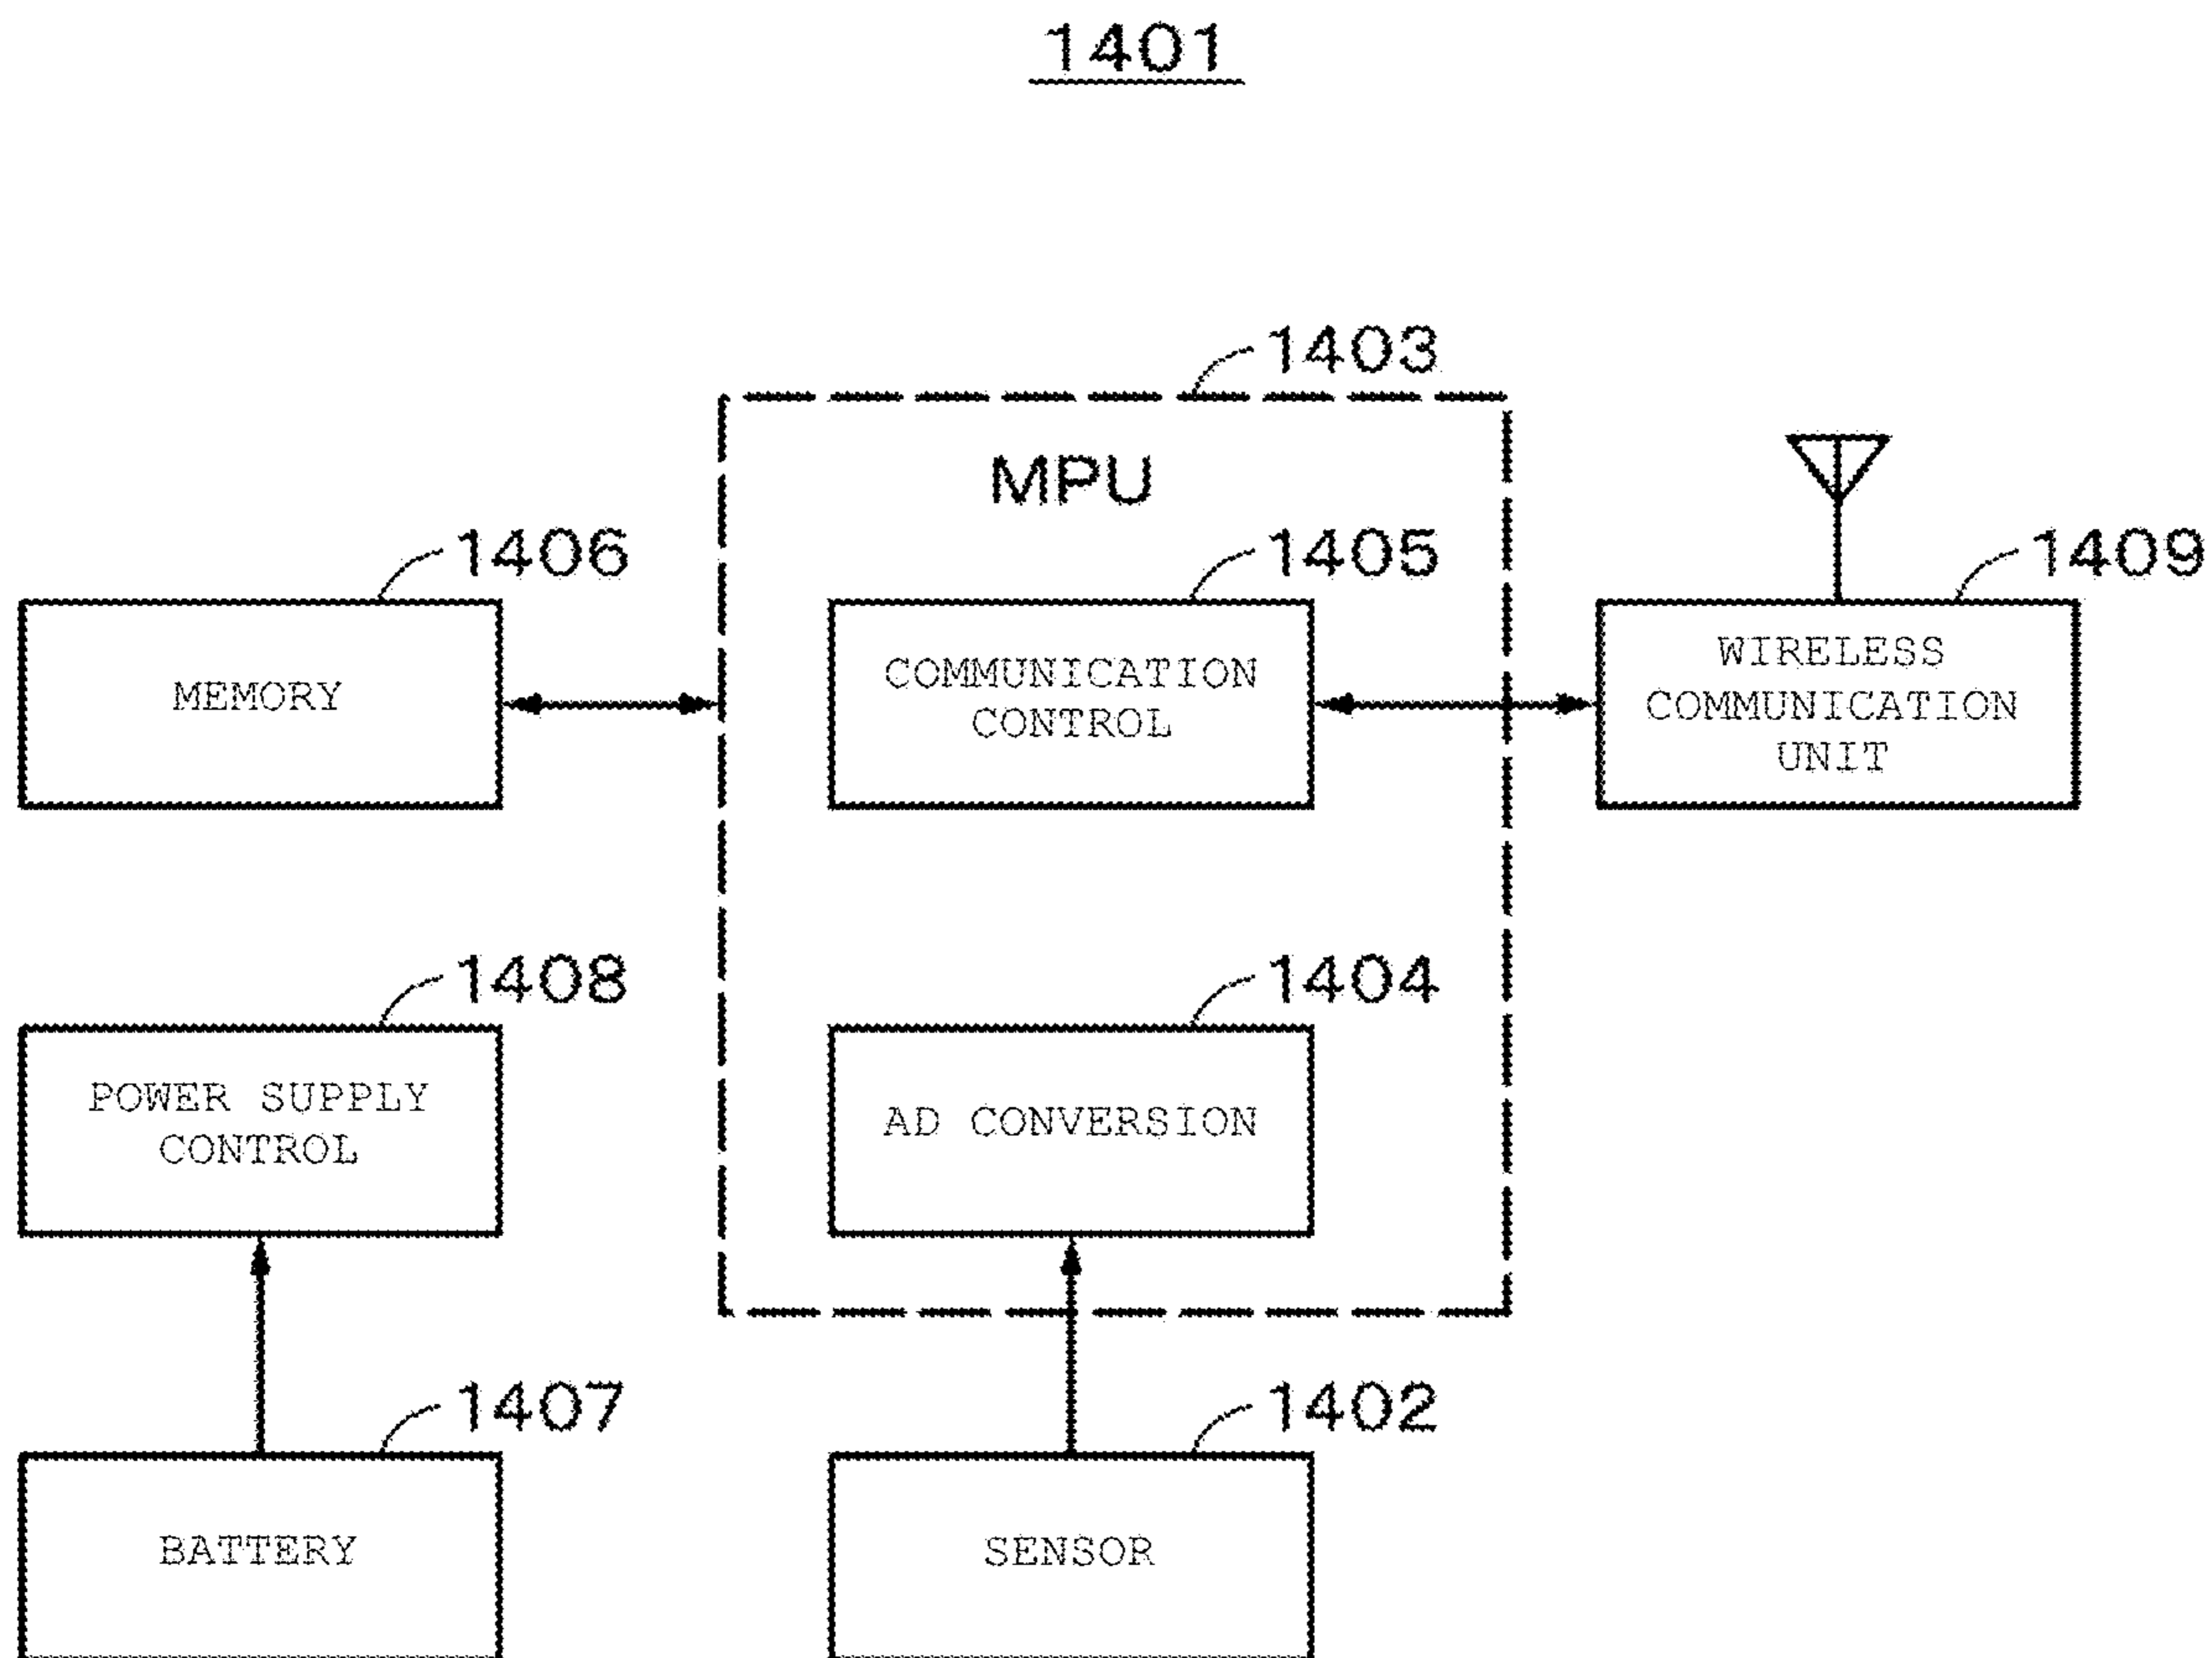 1401
1403
MPU
1406
1405
1409
MEMORY
COMMUNICATION
CONTROL
WIRELESS
COMMUNICATION
UNIT
1408
1404
POWER SUPPLY
CONTROL
AD CONVERSION
1407
1402
BATTERY
SENSOR